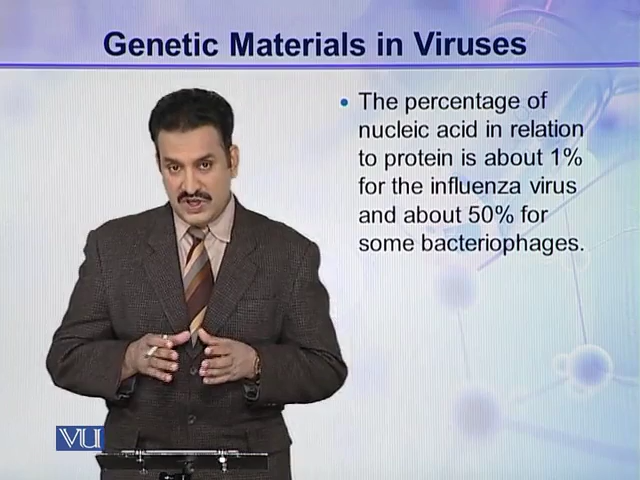 Genetic Materials in Viruses
• The percentage of
nucleic acid in relation
to protein is about 1%
for the influenza virus
and about 50% for
some bacteriophages.
VU